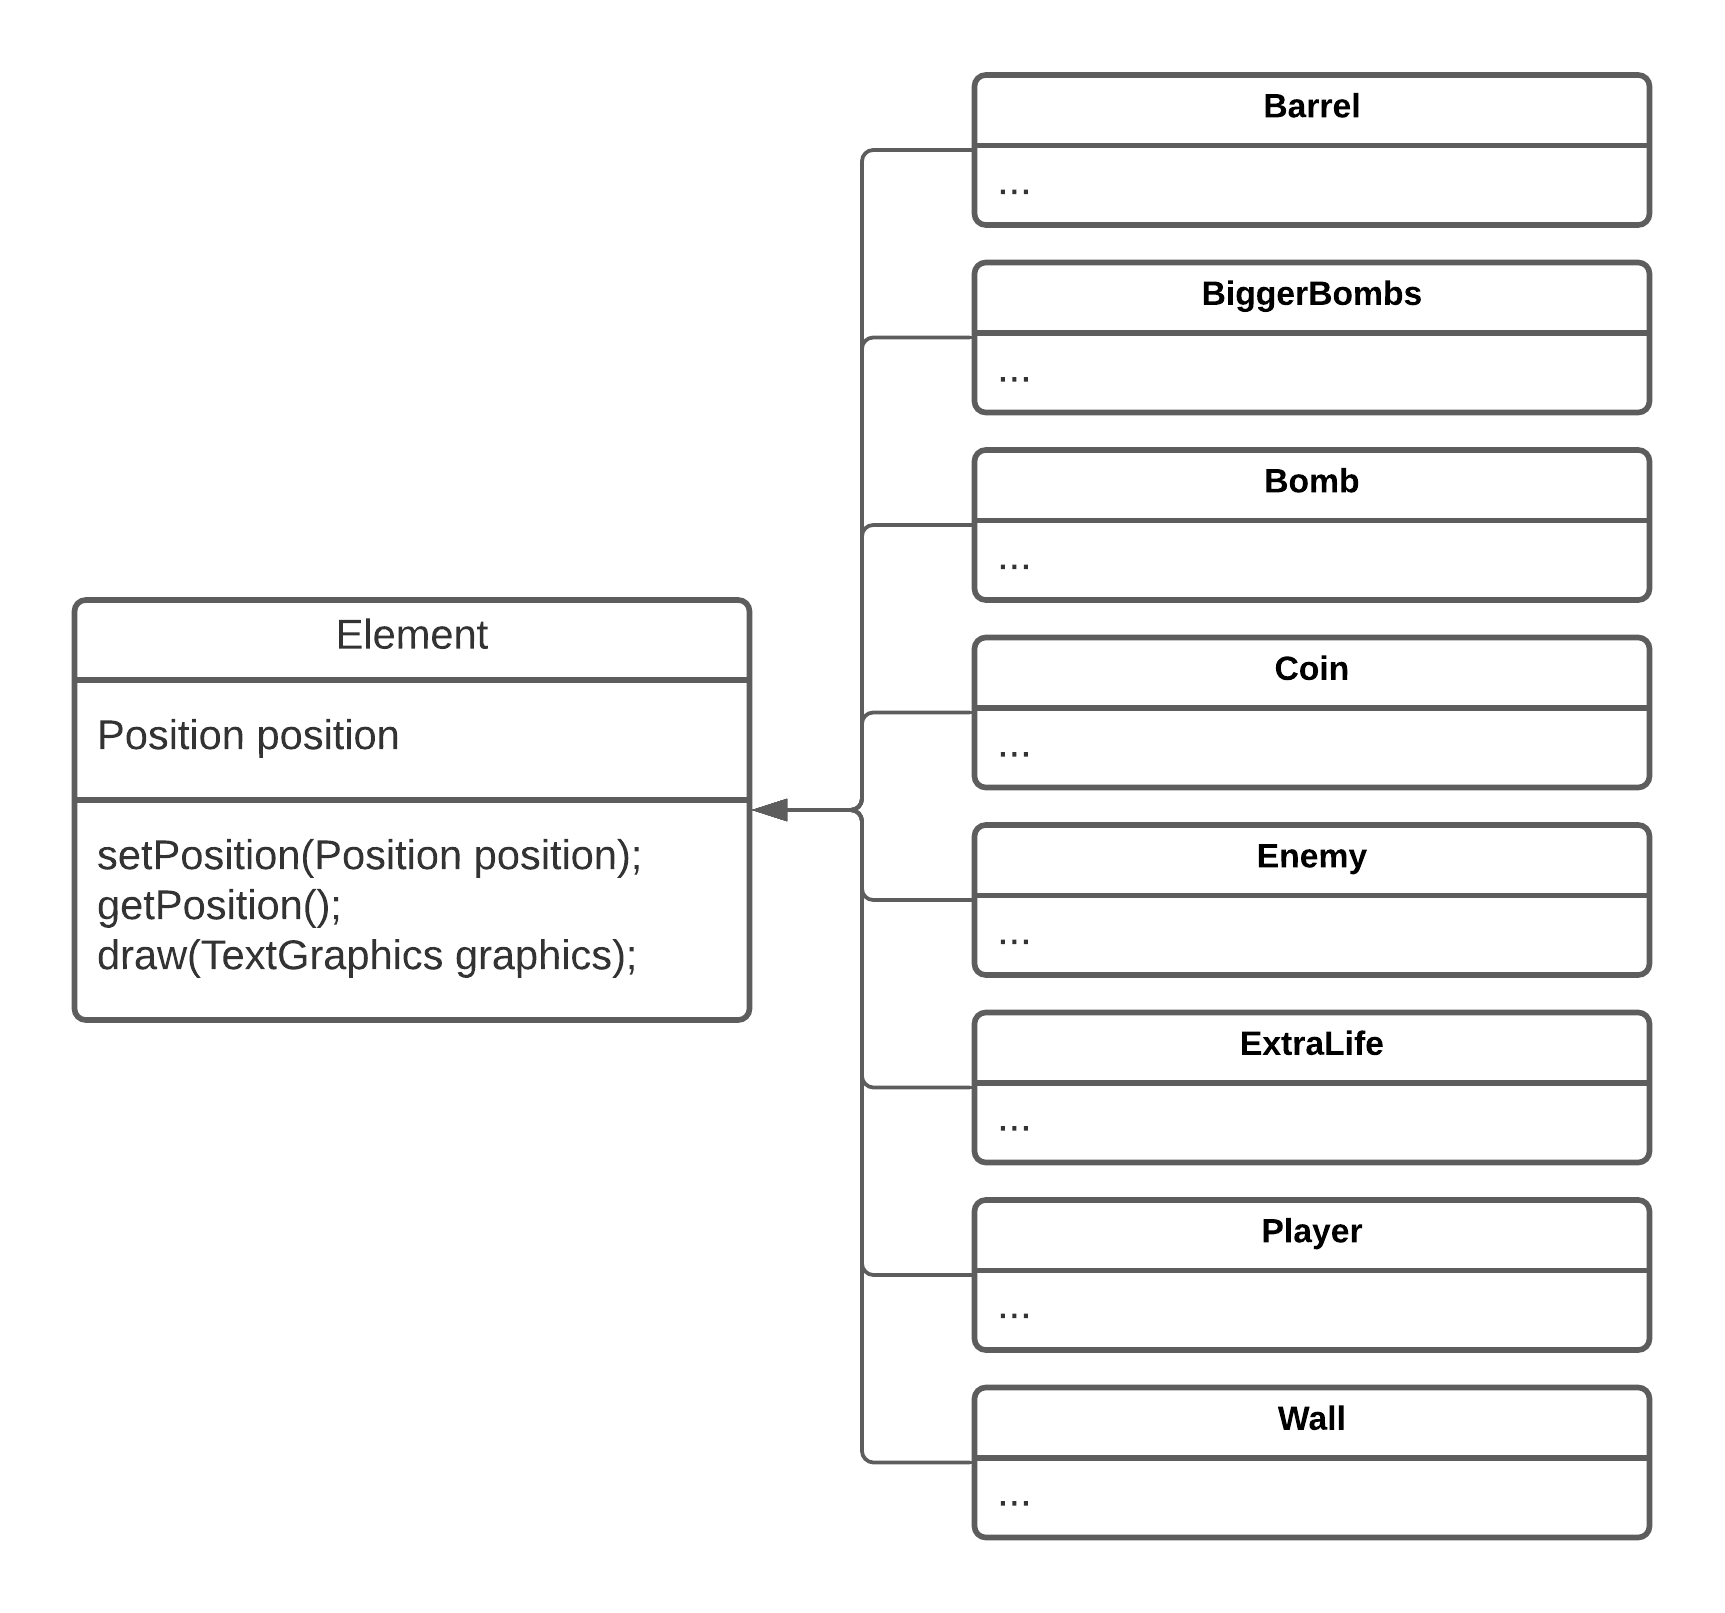 Element
Position position
setPosition(Position position);
getPosition();
draw(TextGraphics graphics);
Barrel
...
BiggerBombs
...
Bomb
...
Coin
...
Enemy
...
ExtraLife
...
Player
...
Wall
...